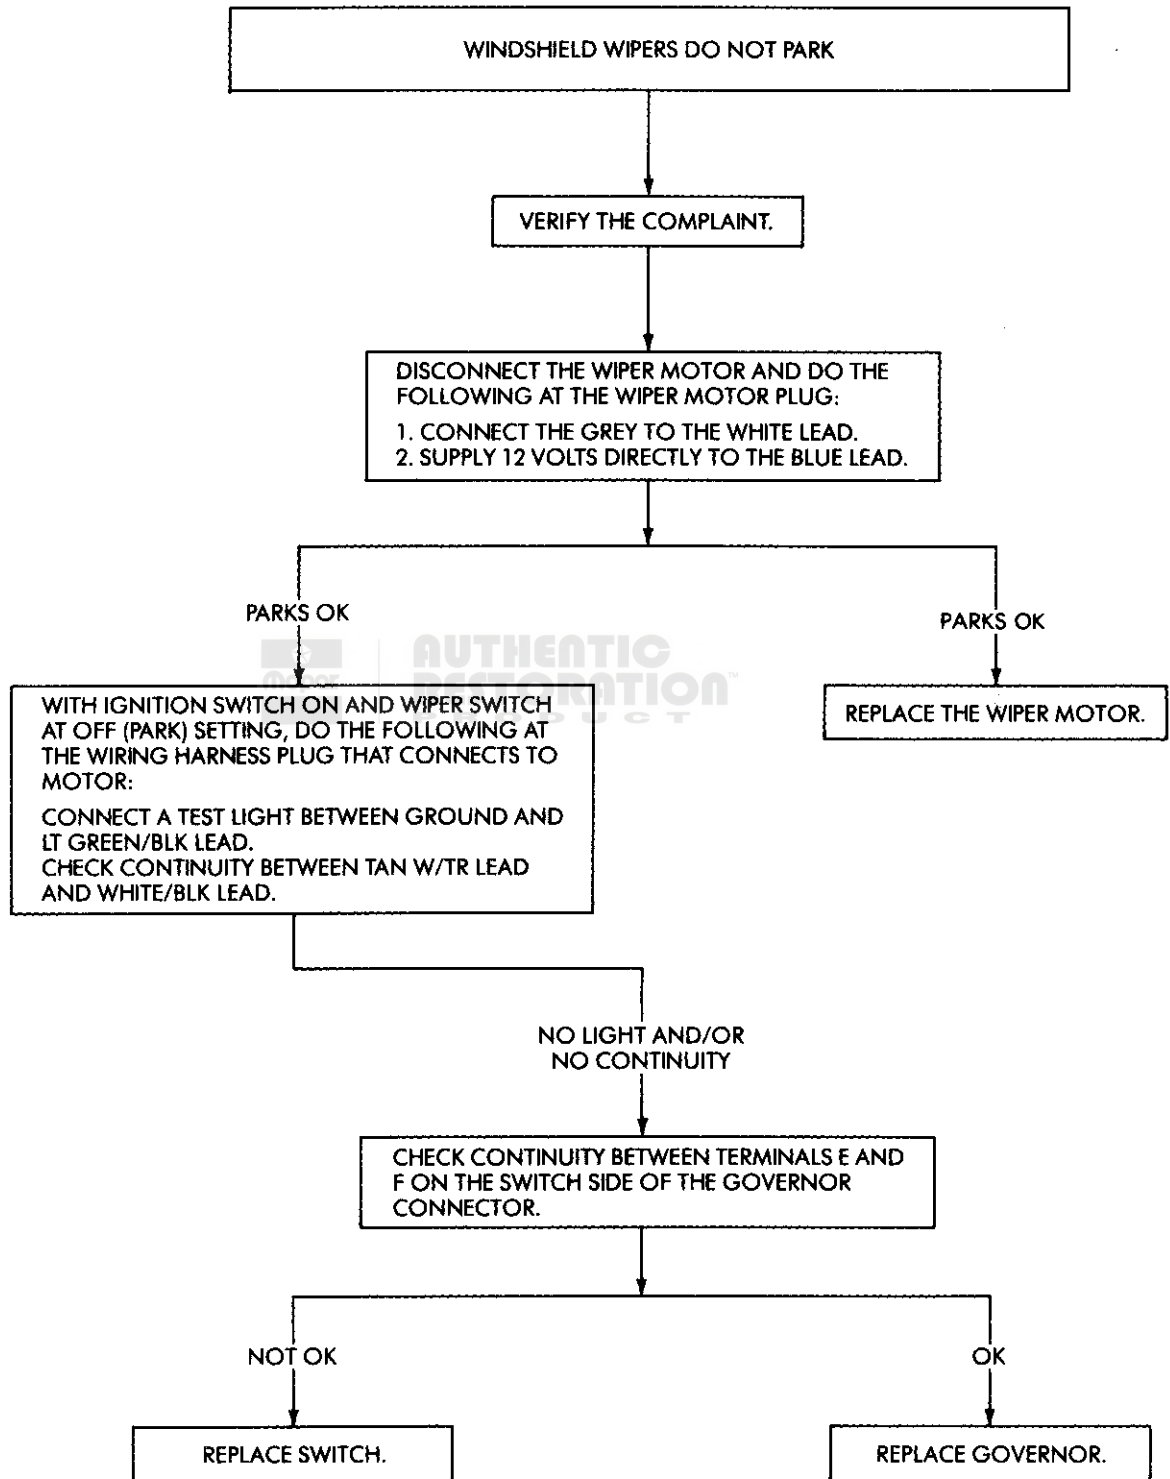 WINDSHIELD WIPERS DO NOT PARK
VERIFY THE COMPLAINT.
DISCONNECT THE WIPER MOTOR AND DO THE
FOLLOWING AT THE WIPER MOTOR PLUG:
1. CONNECT THE GREY TO THE WHITE LEAD.
2. SUPPLY 12 VOLTS DIRECTLY TO THE BLUE LEAD.
PARKS OK
PARKS OK
Mopar
AUTHENTIC
RESTORATION™
PRODUCT
WITH IGNITION SWITCH ON AND WIPER SWITCH
AT OFF (PARK) SETTING, DO THE FOLLOWING AT
THE WIRING HARNESS PLUG THAT CONNECTS TO
MOTOR:
CONNECT A TEST LIGHT BETWEEN GROUND AND
LT GREEN/BLK LEAD.
CHECK CONTINUITY BETWEEN TAN W/TR LEAD
AND WHITE/BLK LEAD.
REPLACE THE WIPER MOTOR.
NO LIGHT AND/OR
NO CONTINUITY
CHECK CONTINUITY BETWEEN TERMINALS E AND
F ON THE SWITCH SIDE OF THE GOVERNOR
CONNECTOR.
NOT OK
OK
REPLACE SWITCH.
REPLACE GOVERNOR.